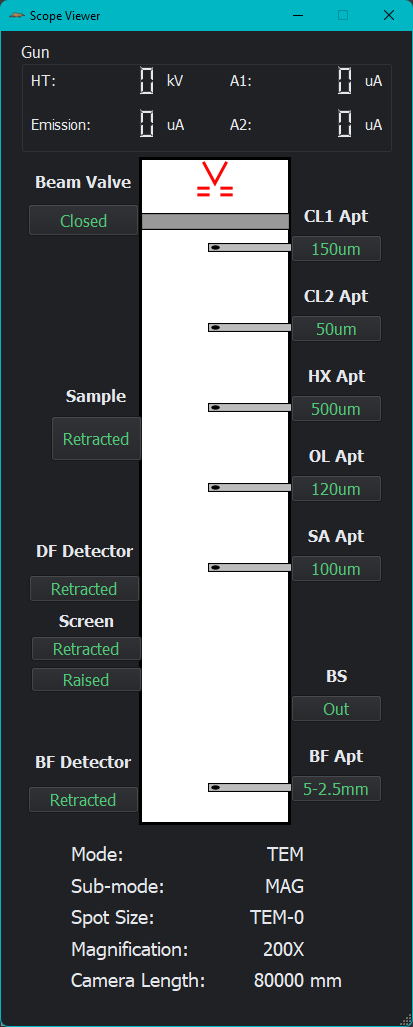 Scope Viewer
Gun
HT: 0 kV A1: 0 uA
Emission: 0 uA A2: 0 uA
Beam Valve
Closed
CL1 Apt
150um
CL2 Apt
50um
HX Apt
500um
Sample
Retracted
OL Apt
120um
SA Apt
100um
DF Detector
Retracted
Screen
Retracted
Raised
BS
Out
BF Detector
Retracted
BF Apt
5-2.5mm
Mode: TEM
Sub-mode: MAG
Spot Size: TEM-0
Magnification: 200X
Camera Length: 80000 mm